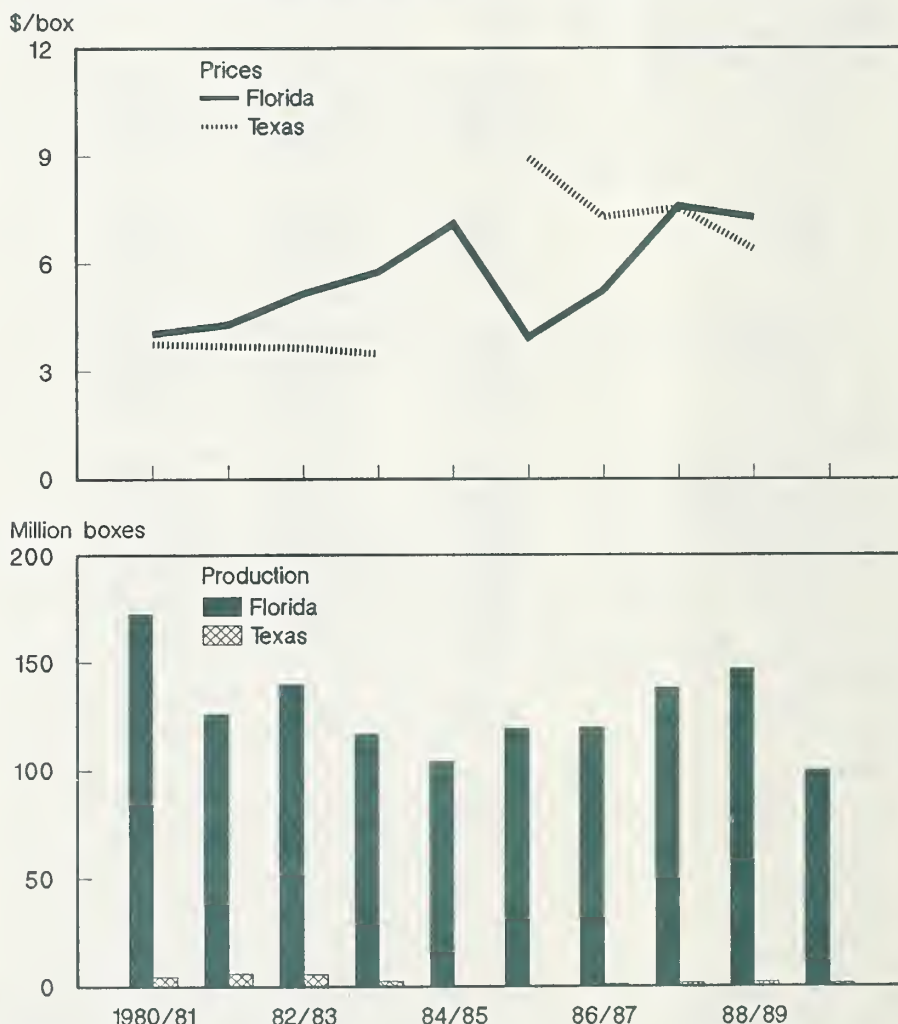 $/box
12
Prices
Florida
Texas
9
6
3
0
Million boxes
200
Production
Florida
Texas
150
100
50
0
1980/81 82/83 84/85 86/87 88/89